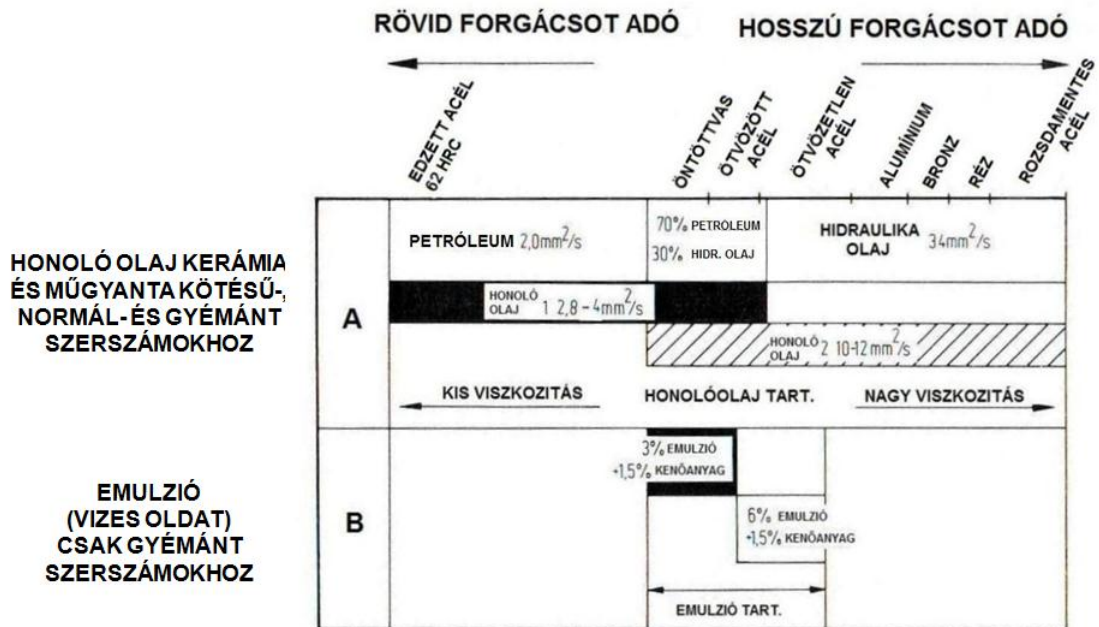 RÖVID FORGÁCSOT ADÓ
HOSSZÚ FORGÁCSOT ADÓ
EDZETT ACÉL
62 HRC
ÖNTÖTTVAS
ÖTVÖZÖTT
ACÉL
ÖTVÖZETLEN
ACÉL
ALUMÍNIUM
BRONZ
RÉZ
ROZSDAMENTES
ACÉL
HONOLÓ OLAJ KERÁMIA
ÉS MŰGYANTA KÖTÉSŰ-,
NORMÁL- ÉS GYÉMÁNT
SZERSZÁMOKHOZ
A
PETRÓLEUM 2,0mm²/s
70% PETRÓLEUM
30% HIDR. OLAJ
HIDRAULIKA
OLAJ 34mm²/s
HONOLÓ
OLAJ 1 2,8-4mm²/s
HONOLÓ
OLAJ 2 10-12mm²/s
KIS VISZKOZITÁS
HONOLÓOLAJ TART.
NAGY VISZKOZITÁS
EMULZIÓ
(VIZES OLDAT)
CSAK GYÉMÁNT
SZERSZÁMOKHOZ
B
3% EMULZIÓ
+1,5% KENŐANYAG
6% EMULZIÓ
+1,5% KENŐANYAG
EMULZIÓ TART.